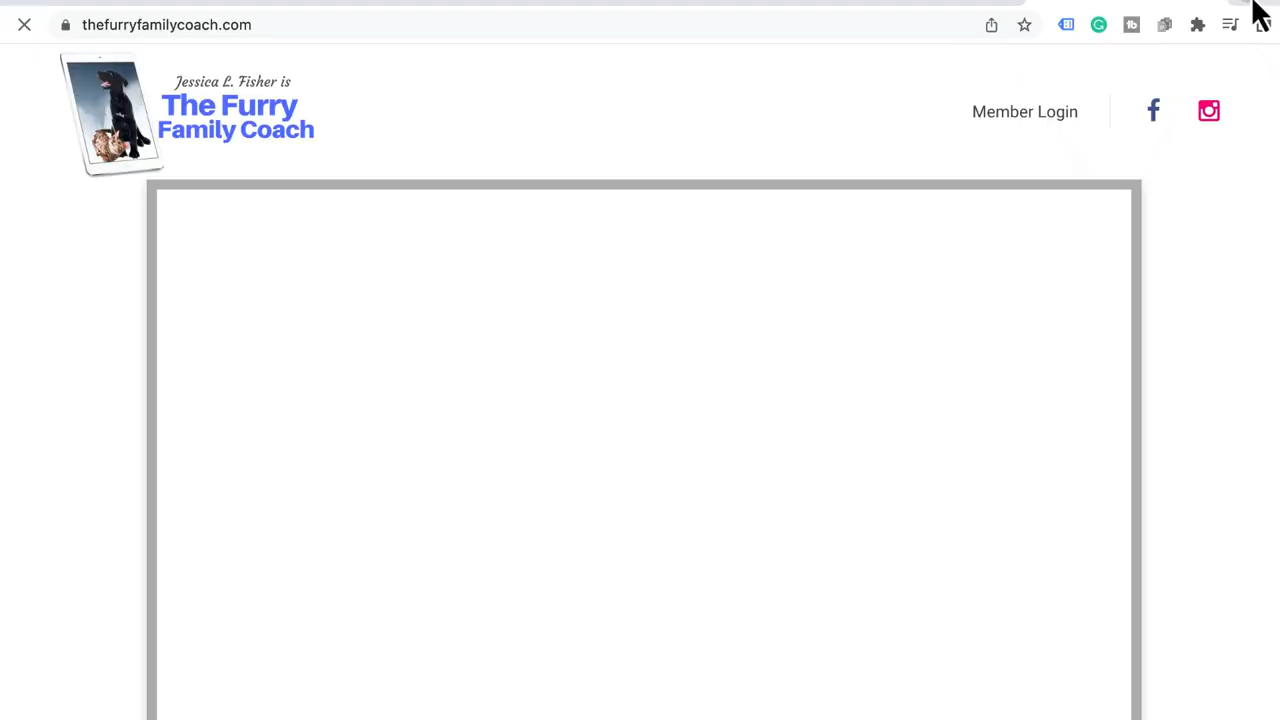 thefurryfamilycoach.com
Jessica L. Fisher is
The Furry
Family Coach
Member Login